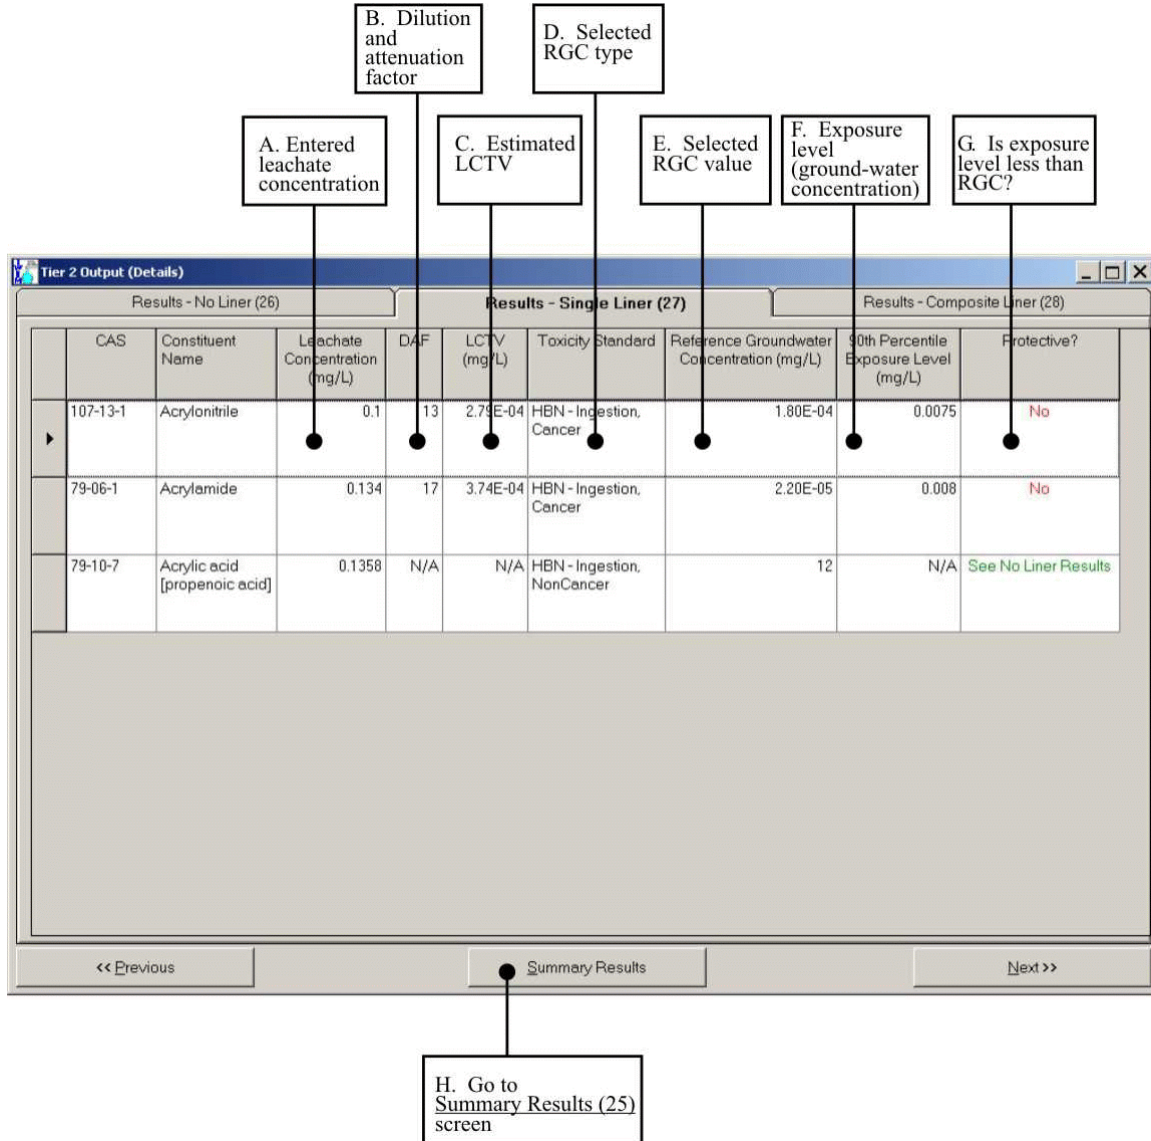 B. Dilution
and
attenuation
factor
D. Selected
RGC type
A. Entered
leachate
concentration
C. Estimated
LCTV
E. Selected
RGC value
F. Exposure
level
(ground-water
concentration)
G. Is exposure
level less than
RGC?
Tier 2 Output (Details)
Results - No Liner (26)
Results - Single Liner (27)
Results - Composite Liner (28)
CAS
Constituent
Name
Leachate
Concentration
(mg/L)
DAF
LCTV
(mg/L)
Toxicity Standard
Reference Groundwater
Concentration (mg/L)
90th Percentile
Exposure Level
(mg/L)
Protective?
107-13-1
Acrylonitrile
0.1
13
2.79E-04
HBN - Ingestion,
Cancer
1.80E-04
0.0075
No
79-06-1
Acrylamide
0.134
17
3.74E-04
HBN - Ingestion,
Cancer
2.20E-05
0.008
No
79-10-7
Acrylic acid
[propenoic acid]
0.1358
N/A
N/A
HBN - Ingestion,
NonCancer
12
N/A
See No Liner Results
<< Previous
Summary Results
Next >>
H. Go to
Summary Results (25)
screen